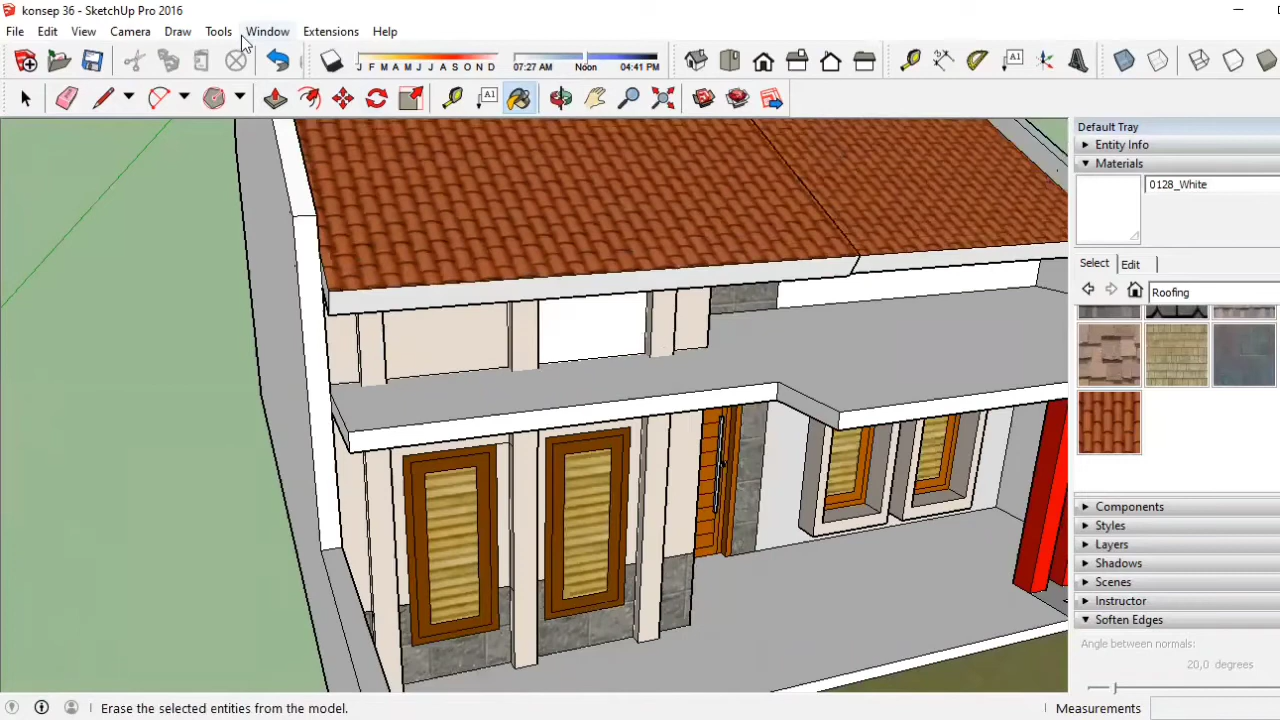 konsep 36 - SketchUp Pro 2016
File Edit View Camera Draw Tools Window Extensions Help
J F M A M J J A S O N D 07:27 AM Noon 04:41 PM A1
A1
Default Tray
Entity Info
Materials
0128_White
Select Edit
Roofing
Components
Styles
Layers
Shadows
Scenes
Instructor
Soften Edges
Angle between normals:
20,0 degrees
Erase the selected entities from the model. Measurements